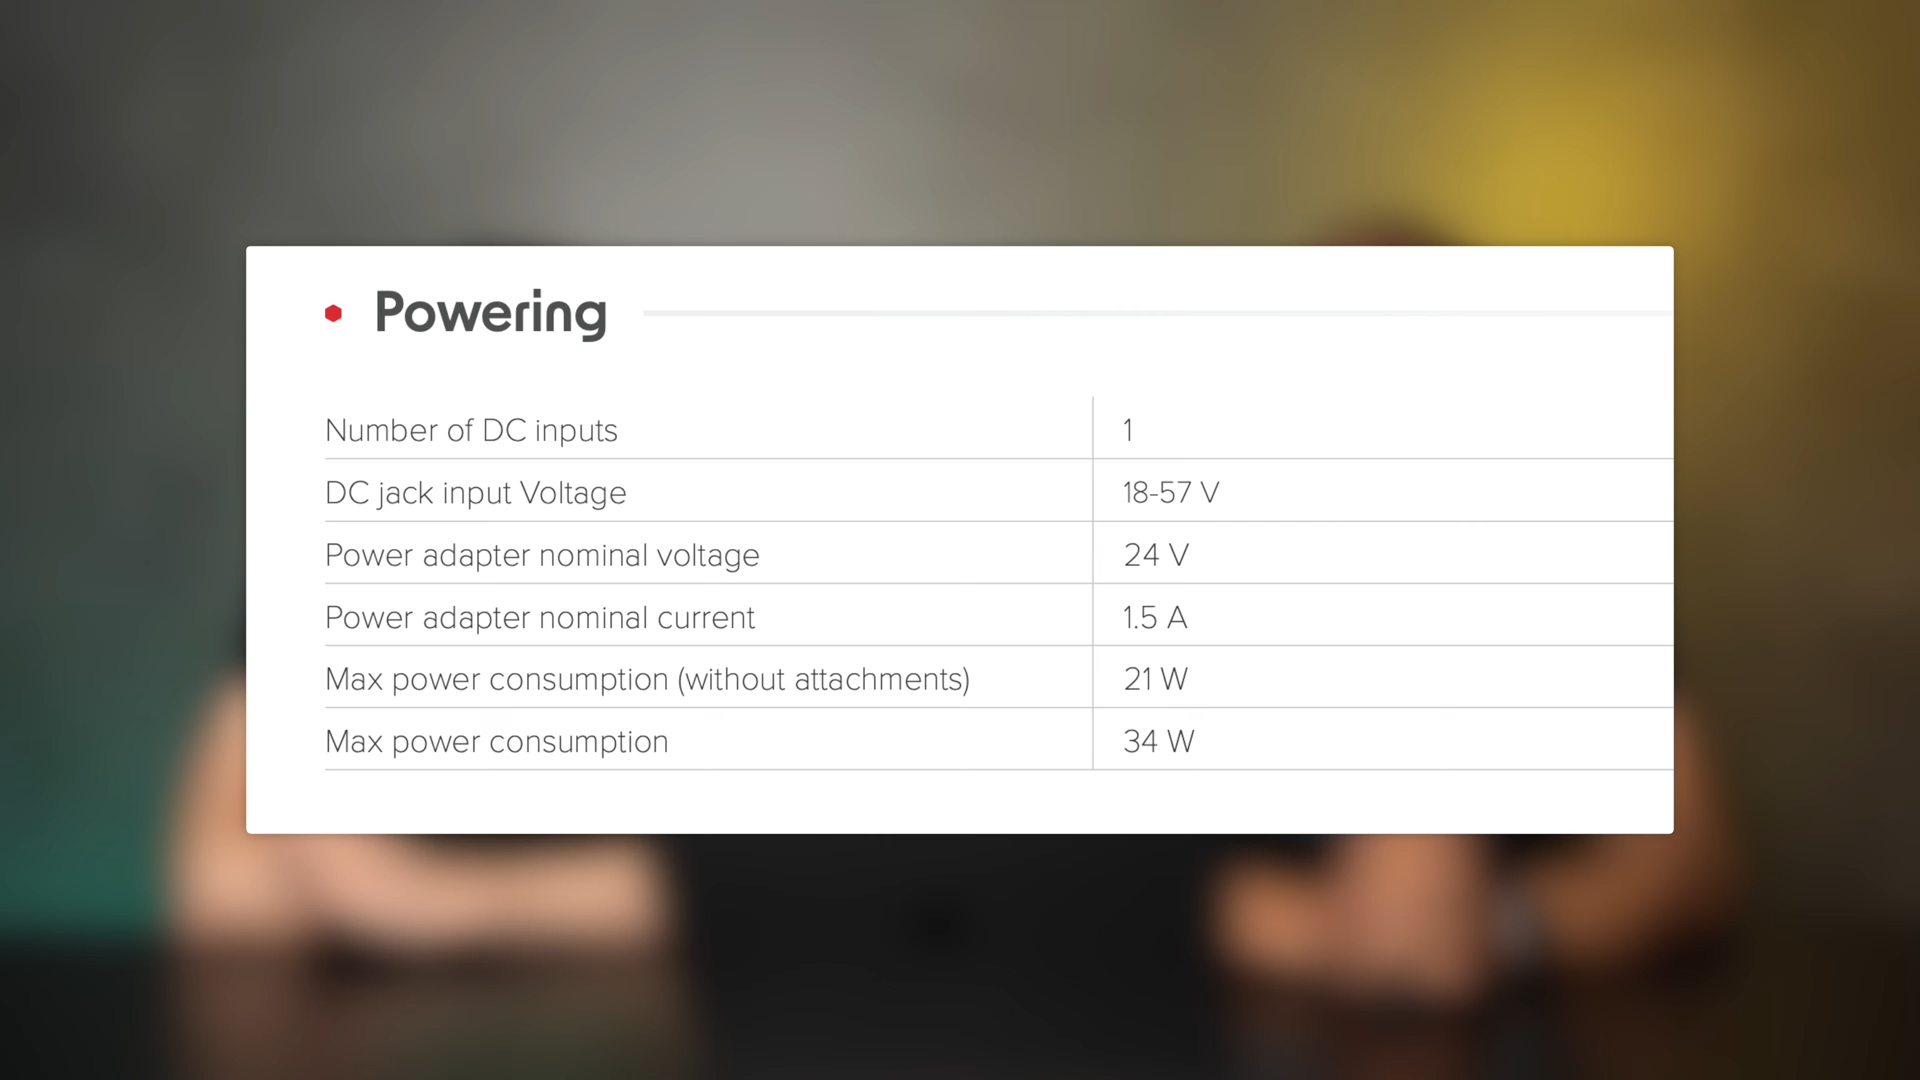 Powering
Number of DC inputs 1
DC jack input Voltage 18-57 V
Power adapter nominal voltage 24 V
Power adapter nominal current 1.5 A
Max power consumption (without attachments) 21 W
Max power consumption 34 W